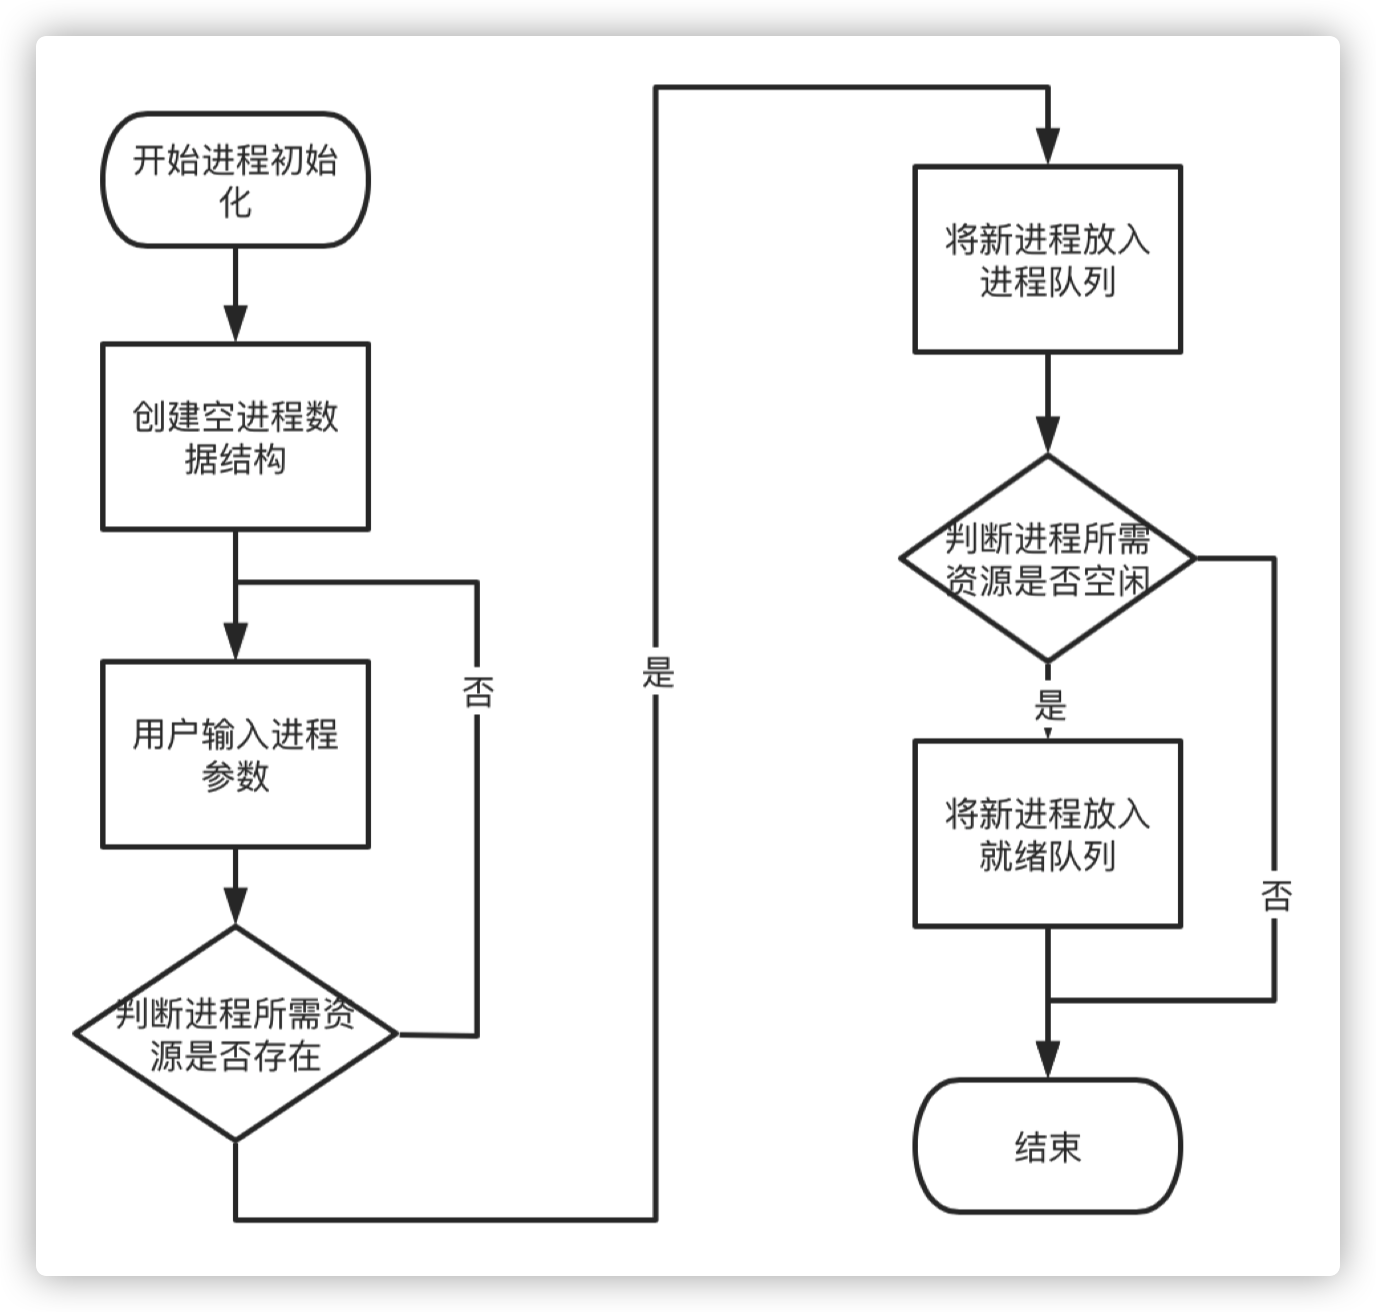 开始进程初始
化
创建空进程数
据结构
用户输入进程
参数
判断进程所需资
源是否存在
否
是
将新进程放入
进程队列
判断进程所需
资源是否空闲
是
将新进程放入
就绪队列
否
结束